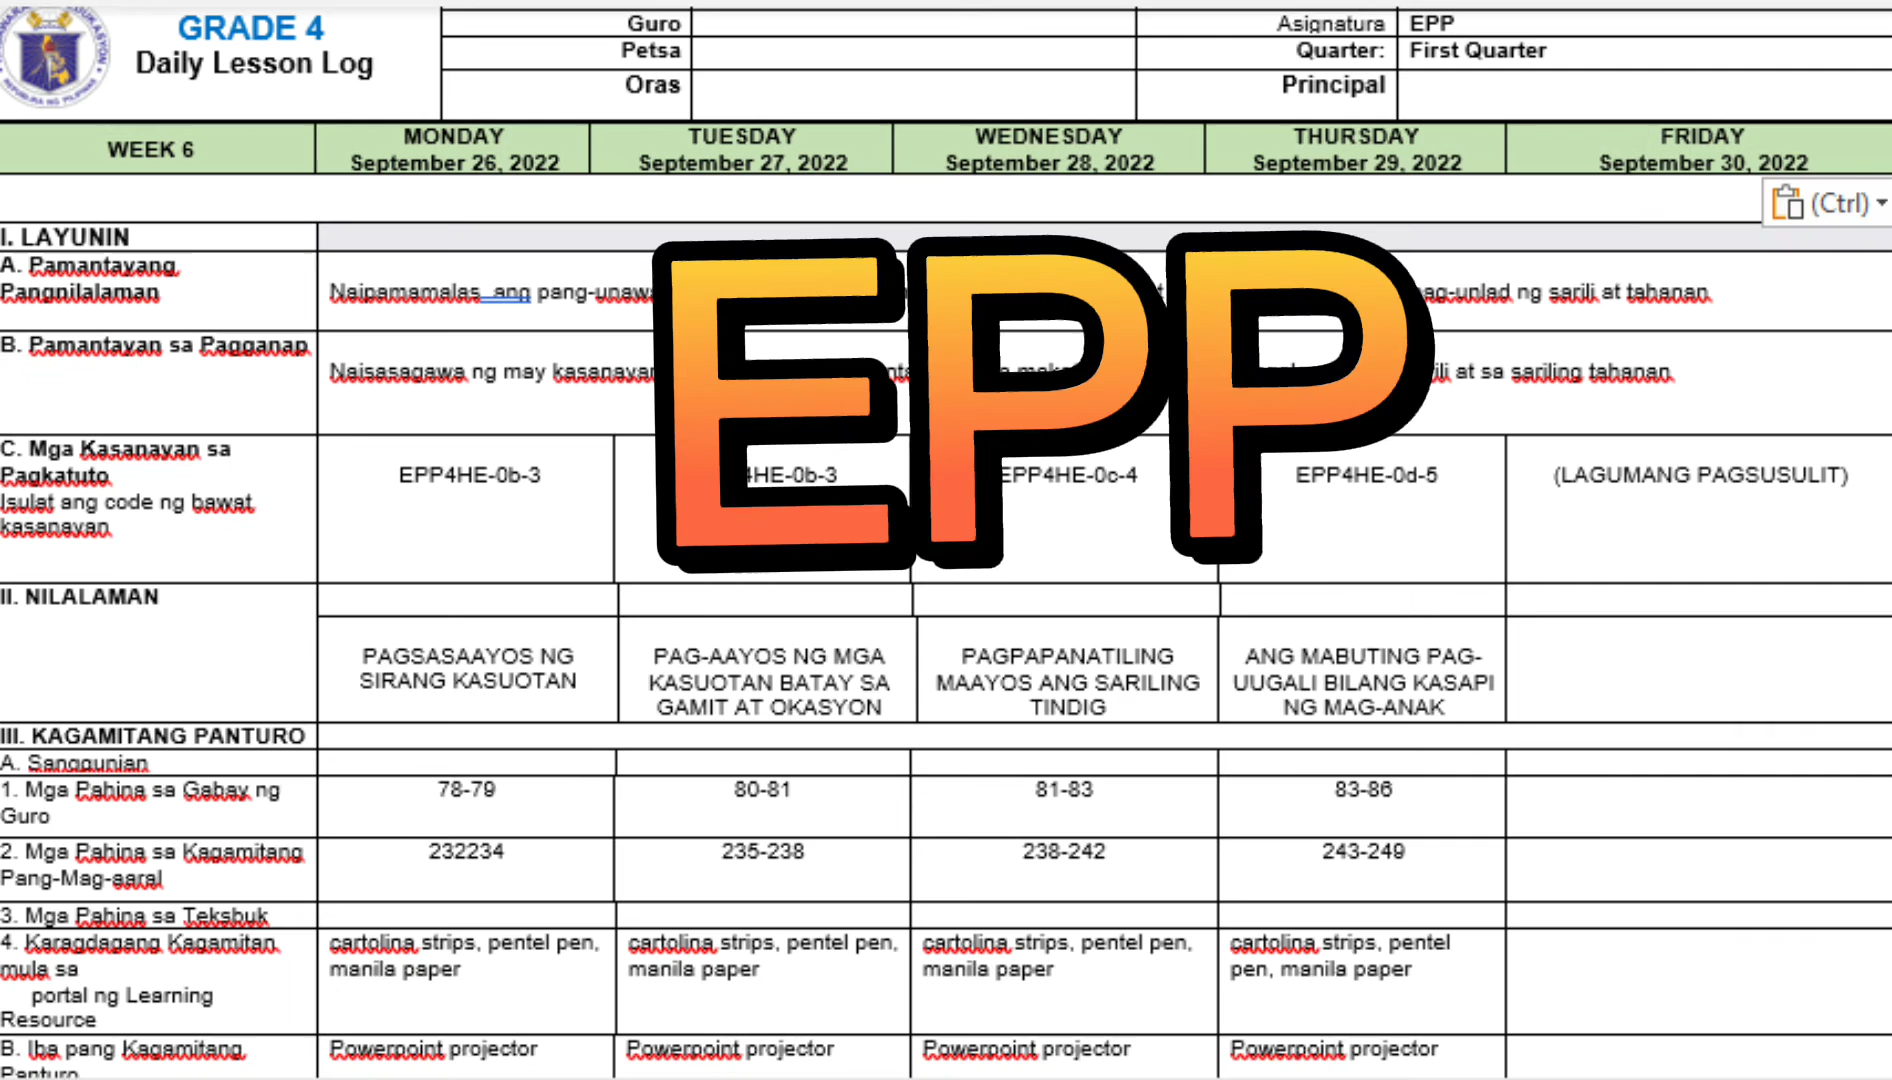 GRADE 4
Daily Lesson Log
Guro
Asignatura EPP
Petsa
Quarter: First Quarter
Oras
Principal
WEEK 6
MONDAY
September 26, 2022
TUESDAY
September 27, 2022
WEDNESDAY
September 28, 2022
THURSDAY
September 29, 2022
FRIDAY
September 30, 2022
(Ctrl)
EPP
I. LAYUNIN
A. Pamantayang
Pangnilalaman
Naipamamalas ang ng sarili at tahanan
B. Pamantayan sa Pagganap
Naisasagawa ng may at sa sariling tahanan
C. Mga Kasanayan sa
Pagkatuto
Isulat ang code ng bawat
kasanayan
EPP4HE-0b-3
4HE-0b-3
EPP4HE-0c-4
EPP4HE-0d-5
(LAGUMANG PAGSUSULIT)
II. NILALAMAN
PAGSASAAYOS NG
SIRANG KASUOTAN
PAG-AAYOS NG MGA
KASUOTAN BATAY SA
GAMIT AT OKASYON
PAGPAPANATILING
MAAYOS ANG SARILING
TINDIG
ANG MABUTING PAG-
UUGALI BILANG KASAPI
NG MAG-ANAK
III. KAGAMITANG PANTURO
A. Sanggunian
1. Mga Pahina sa Gabay ng
Guro
78-79
80-81
81-83
83-86
2. Mga Pahina sa Kagamitang
Pang-Mag-aaral
232234
235-238
238-242
243-249
3. Mga Pahina sa Teksbuk
4. Karagdagang Kagamitan
mula sa
portal ng Learning
Resource
cartolina strips, pentel pen,
manila paper
cartolina strips, pentel pen,
manila paper
cartolina strips, pentel pen,
manila paper
cartolina strips, pentel
pen, manila paper
B. Iba pang Kagamitang
Panturo
Powerpoint projector
Powerpoint projector
Powerpoint projector
Powerpoint projector